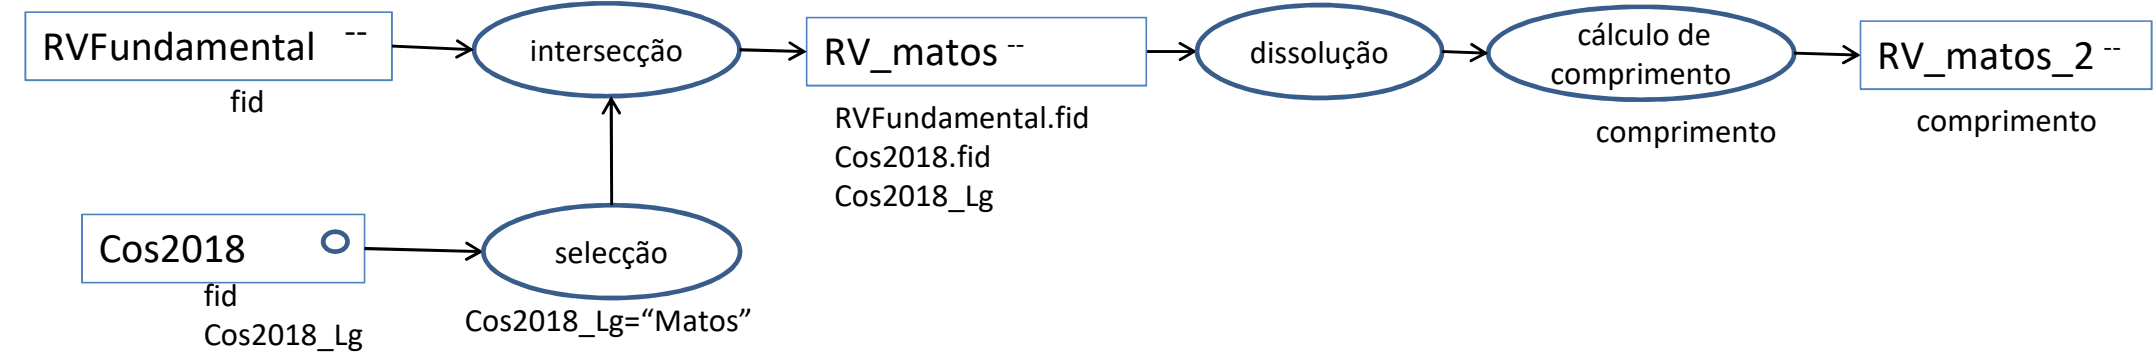 RVFundamental --
fid
intersecção
RV_matos --
RVFundamental.fid
Cos2018.fid
Cos2018_Lg
dissolução
cálculo de
comprimento
comprimento
RV_matos_2 --
comprimento
Cos2018
fid
Cos2018_Lg
selecção
Cos2018_Lg=“Matos”